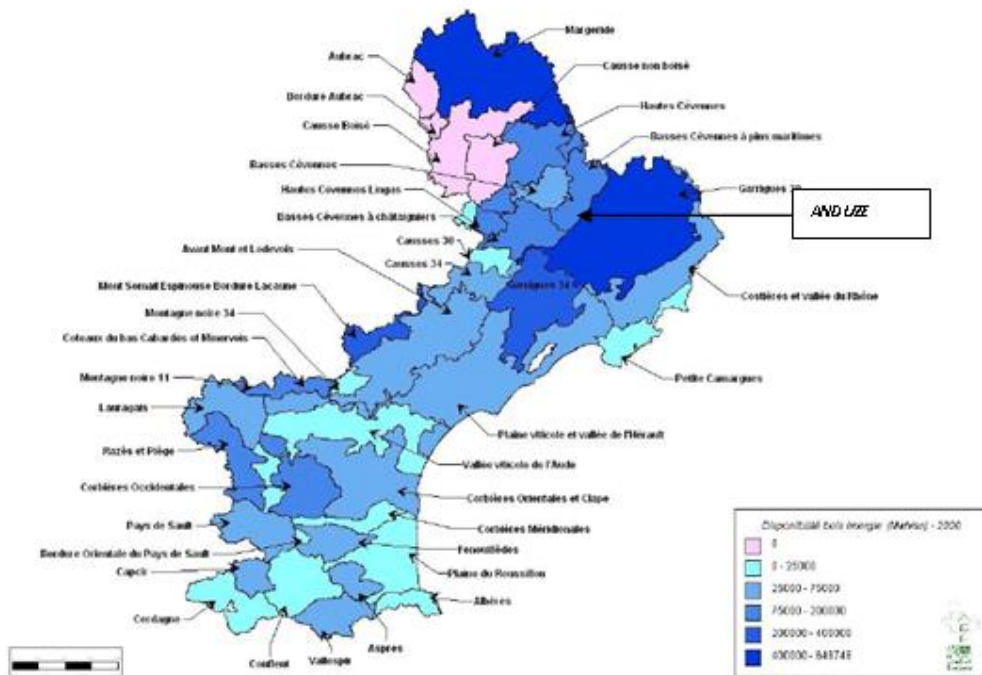 Margeride
Aubrac
Causse non boisé
Bordure Aubrac
Hautes Cévennes
Causse Boisé
Basses Cévennes à pins maritimes
Basses Cévennes
Hautes Cévennes Lingas
Garrigues 30
ANDUZE
Basses Cévennes à châtaigniers
Avant Mont et Lodevois
Causses 30
Causses 34
Garrigues 34
Mont Somail Espinouse Bordure Lacaune
Costières et vallée du Rhône
Montagne noire 34
Coteaux du bas Cabardès et Minervois
Montagne noire 11
Petite Camargues
Lauragais
Plaine viticole et vallée de l'Hérault
Razès et Piège
Vallée viticole de l'Aude
Corbières Occidentales
Corbières Orientales et Clape
Pays de Sault
Corbières Méridionales
Bordure Orientale du Pays de Sault
Fenouillèdes
Capcir
Plaine du Roussillon
Albères
Cerdagne
Conflent
Vallespir
Aspres
Disponibilité bois énergie (MWh/an) - 2000
0
0 - 25000
25000 - 75000
75000 - 200000
200000 - 400000